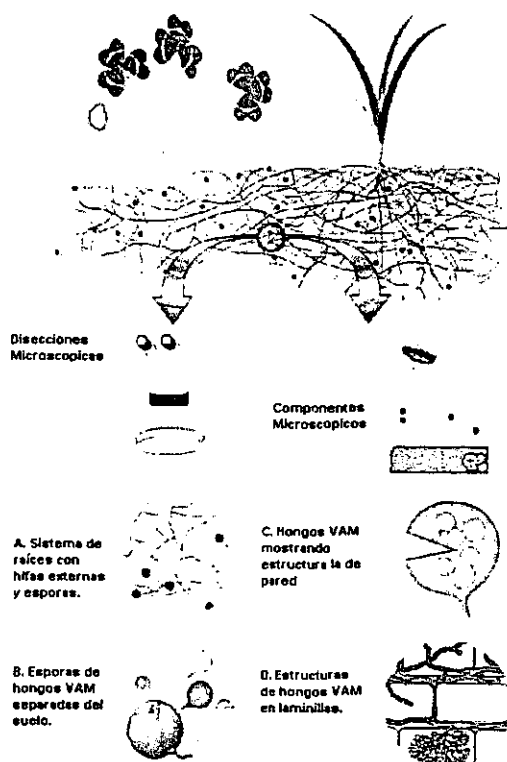 Disecciones
Microscopicas
Componentes
Microscopicos
A. Sistema de
raíces con
hifas externas
y esporas.
C. Hongos VAM
mostrando
estructura la de
pared
B. Esporas de
hongos VAM
separadas del
suelo.
D. Estructuras
de hongos VAM
en laminillas.